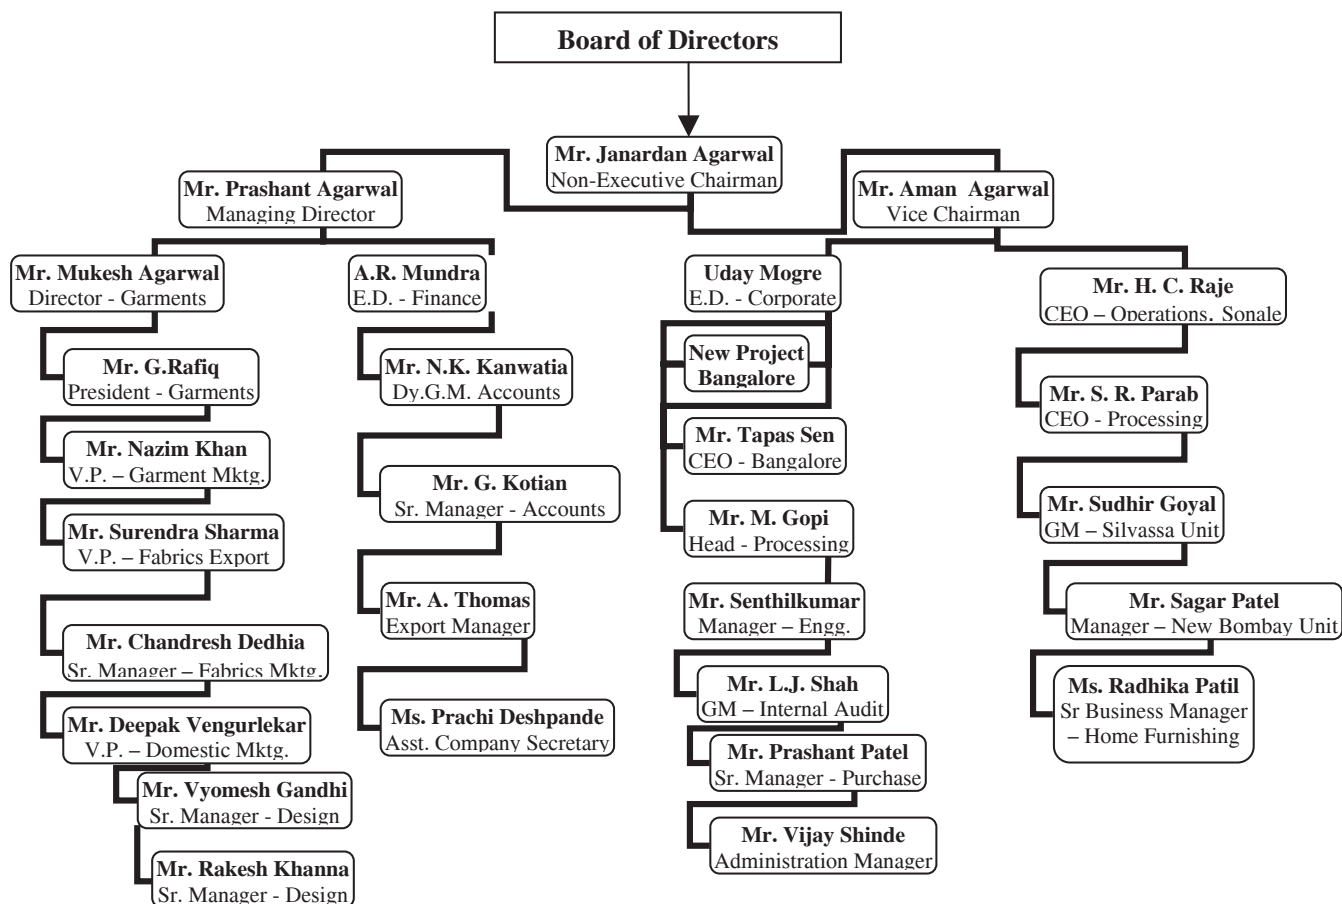 Board of Directors
Mr. Janardan Agarwal
Non-Executive Chairman
Mr. Prashant Agarwal
Managing Director
Mr. Aman Agarwal
Vice Chairman
Mr. Mukesh Agarwal
Director - Garments
Mr. G.Rafiq
President - Garments
Mr. Nazim Khan
V.P. – Garment Mktg.
Mr. Surendra Sharma
V.P. – Fabrics Export
Mr. Chandresh Dedhia
Sr. Manager – Fabrics Mktg.
Mr. Deepak Vengurlekar
V.P. – Domestic Mktg.
Mr. Vyomesh Gandhi
Sr. Manager - Design
Mr. Rakesh Khanna
Sr. Manager - Design
A.R. Mundra
E.D. - Finance
Mr. N.K. Kanwatia
Dy.G.M. Accounts
Mr. G. Kotian
Sr. Manager - Accounts
Mr. A. Thomas
Export Manager
Ms. Prachi Deshpande
Asst. Company Secretary
Uday Mogre
E.D. - Corporate
New Project
Bangalore
Mr. Tapas Sen
CEO - Bangalore
Mr. M. Gopi
Head - Processing
Mr. Senthilkumar
Manager – Engg.
Mr. L.J. Shah
GM – Internal Audit
Mr. Prashant Patel
Sr. Manager - Purchase
Mr. Vijay Shinde
Administration Manager
Mr. H. C. Raje
CEO – Operations, Sonale
Mr. S. R. Parab
CEO - Processing
Mr. Sudhir Goyal
GM – Silvassa Unit
Mr. Sagar Patel
Manager – New Bombay Unit
Ms. Radhika Patil
Sr Business Manager
– Home Furnishing